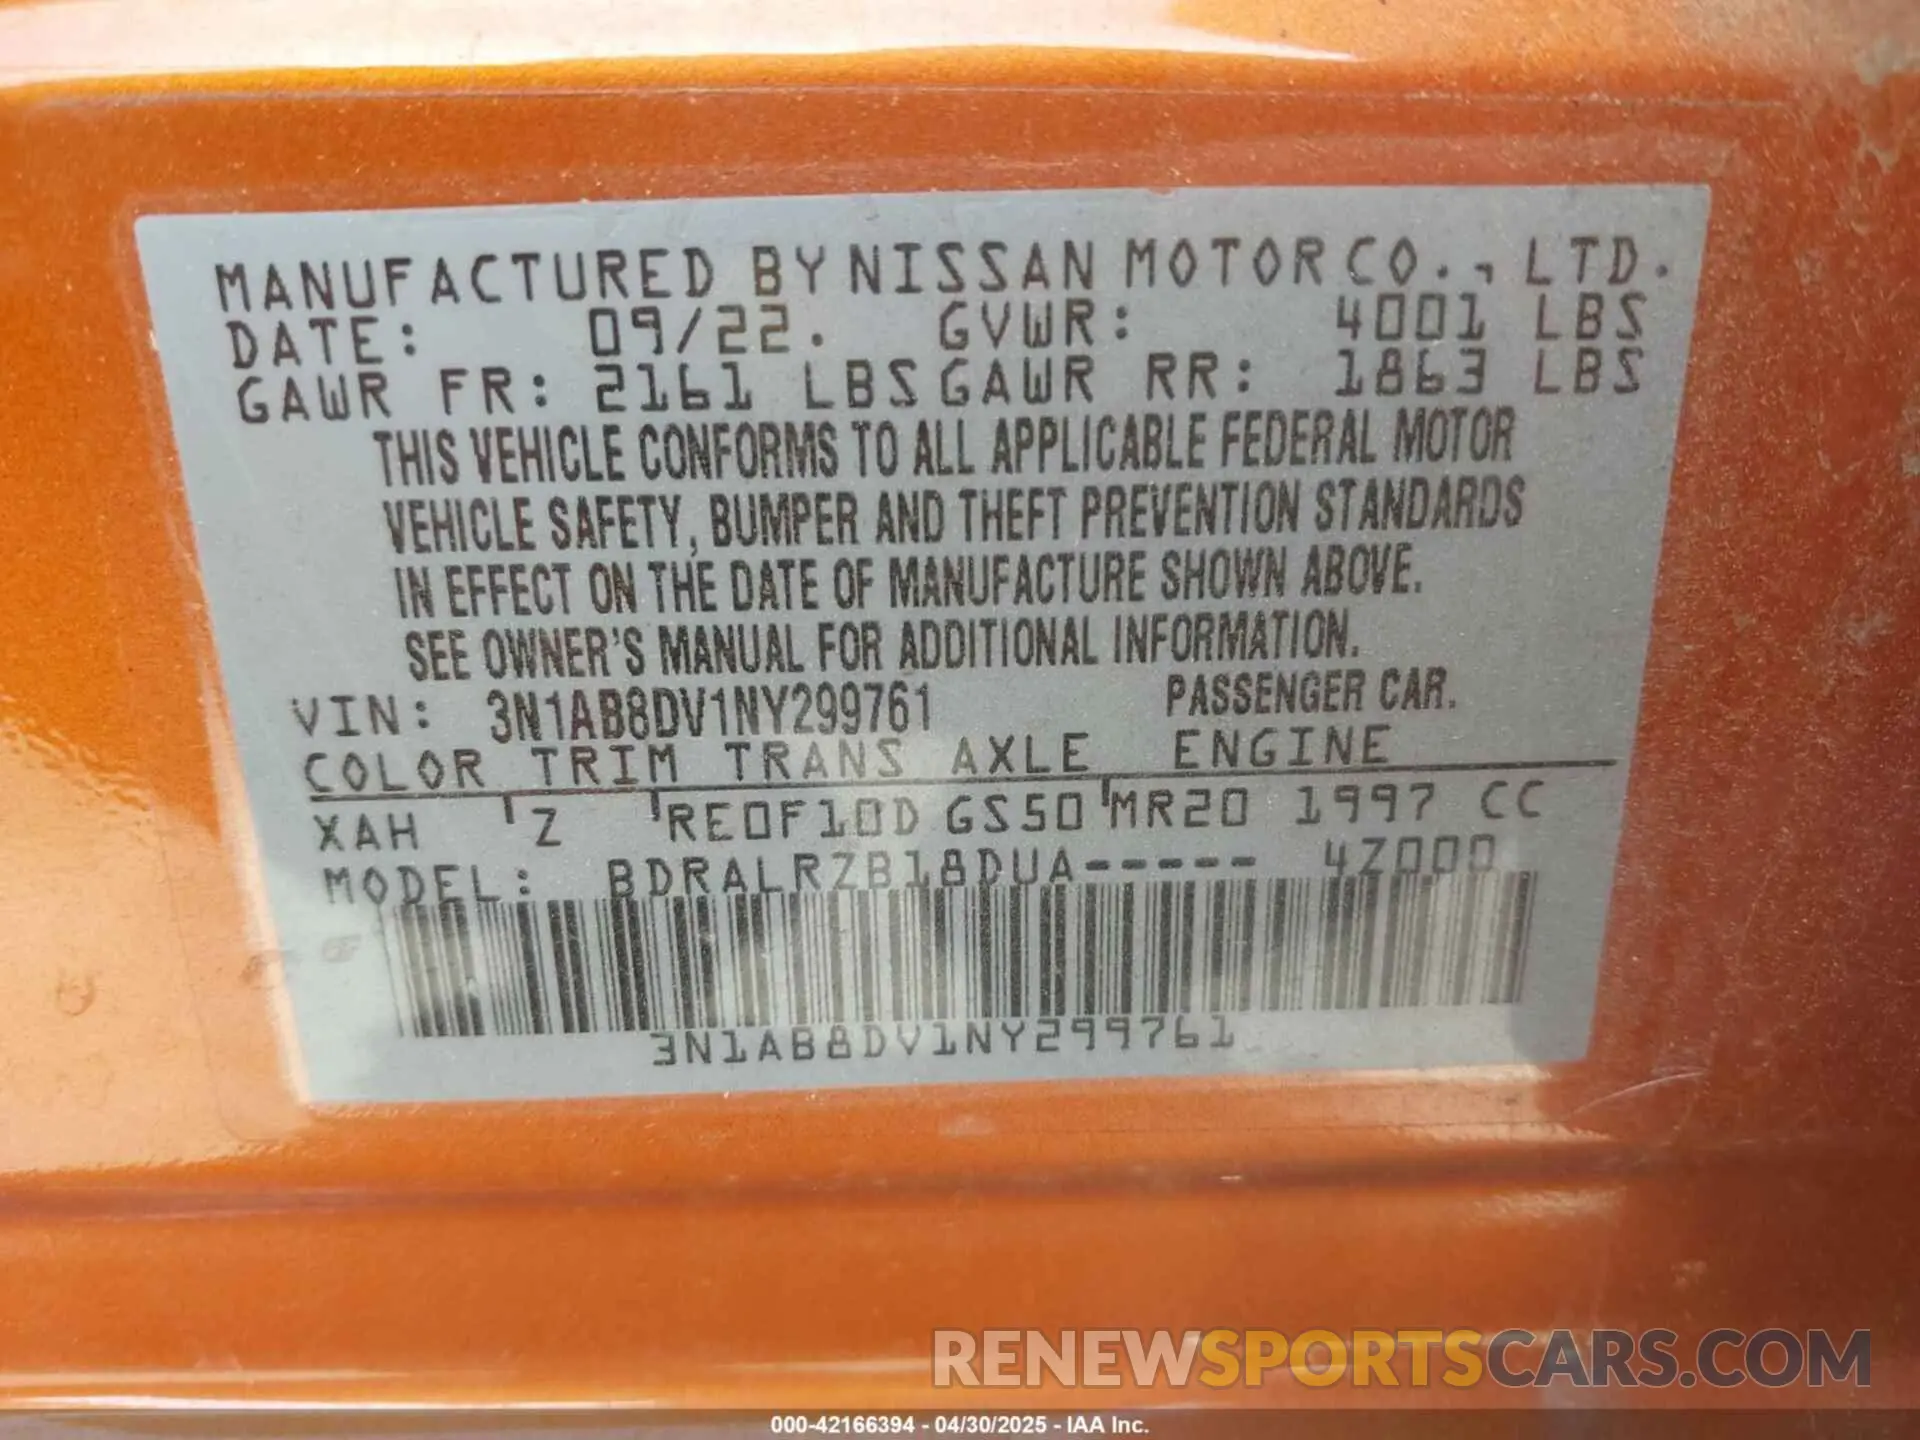 MANUFACTURED BY NISSAN MOTOR CO., LTD.
DATE: 09/22. GVWR: 4001 LBS
GAWR FR: 2161 LBS GAWR RR: 1863 LBS
THIS VEHICLE CONFORMS TO ALL APPLICABLE FEDERAL MOTOR
VEHICLE SAFETY, BUMPER AND THEFT PREVENTION STANDARDS
IN EFFECT ON THE DATE OF MANUFACTURE SHOWN ABOVE.
SEE OWNER'S MANUAL FOR ADDITIONAL INFORMATION.
VIN: 3N1AB8DV1NY299761 PASSENGER CAR.
COLOR TRIM TRANS AXLE ENGINE
XAH Z RE0F10D GS50 MR20 1997 CC
MODEL: BDRALRZB18DUA----- 4Z000
3N1AB8DV1NY299761
RENEWSPORTSCARS.COM
000-42166394 - 04/30/2025 - IAA Inc.